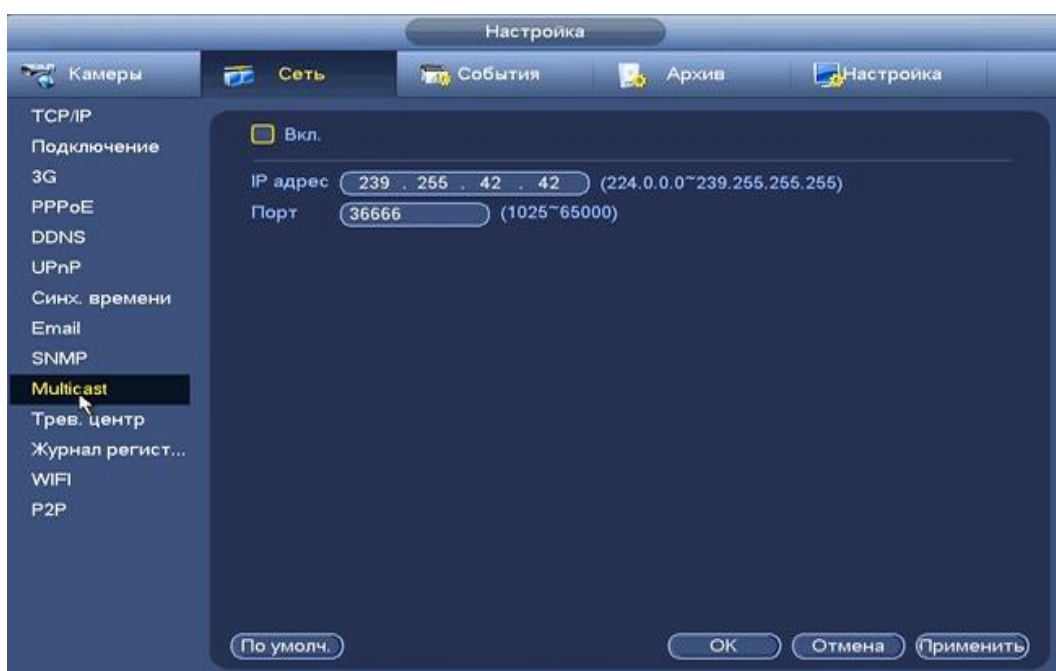 Настройка
Камеры
Сеть
События
Архив
Настройка
TCP/IP
Подключение
3G
PPPoE
DDNS
UPnP
Синх. времени
Email
SNMP
Multicast
Трев. центр
Журнал регист...
WIFI
P2P
Вкл.
IP адрес 239 . 255 . 42 . 42 (224.0.0.0~239.255.255.255)
Порт 36666 (1025~65000)
По умолч. OK Отмена Применить